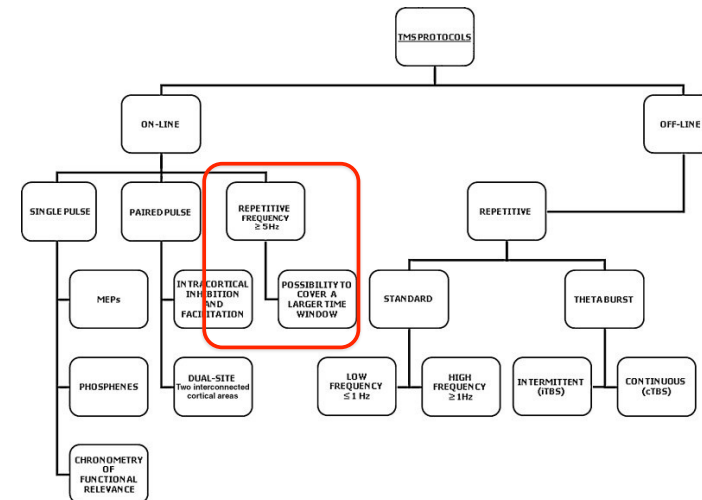 TMS PROTOCOLS
ON-LINE
OFF-LINE
SINGLE PULSE
PAIRED PULSE
REPETITIVE
FREQUENCY
≥ 5Hz
REPETITIVE
MEPs
INTRACORTICAL
INHIBITION
AND
FACILITATION
POSSIBILITY TO
COVER A
LARGER TIME
WINDOW
STANDARD
THETA BURST
PHOSPHENES
DUAL-SITE
Two interconnected
cortical areas
LOW
FREQUENCY
≤ 1 Hz
HIGH
FREQUENCY
≥ 1Hz
INTERMITTENT
(iTBS)
CONTINUOUS
(cTBS)
CHRONOMETRY
OF
FUNCTIONAL
RELEVANCE